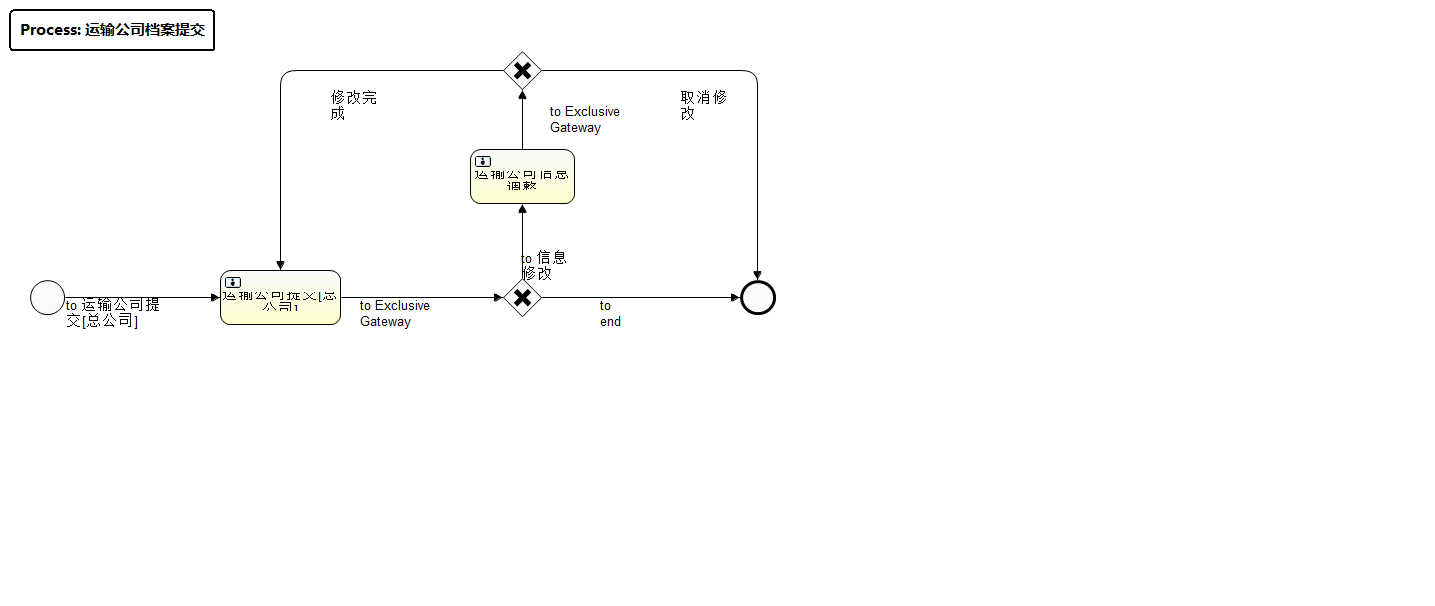 Process: 运输公司档案提交
修改完
成
取消修
改
to Exclusive
Gateway
运输公司信息
调整
to 信息
修改
to 运输公司提
交[总公司]
运输公司提交[总
公司]
to Exclusive
Gateway
to
end